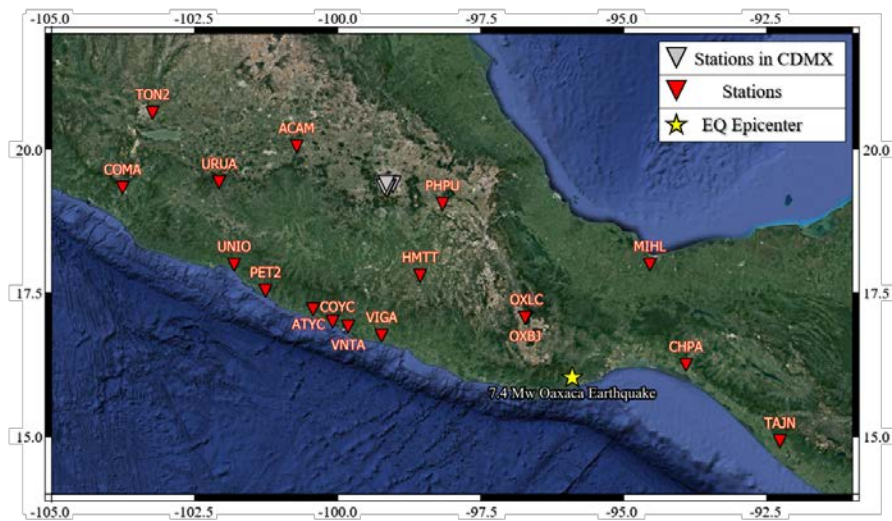 -105.0 -102.5 -100.0 -97.5 -95.0 -92.5
Stations in CDMX
Stations
EQ Epicenter
TON2
ACAM
20.0 20.0
COMA URUA
PHPU
UNIO
MIHL
PET2
HMTT
17.5 17.5
COYC
ATYC
VIGA
OXLC
VNTA
OXBJ
CHPA
7.4 Mw Oaxaca Earthquake
TAJN
15.0 15.0
-105.0 -102.5 -100.0 -97.5 -95.0 -92.5